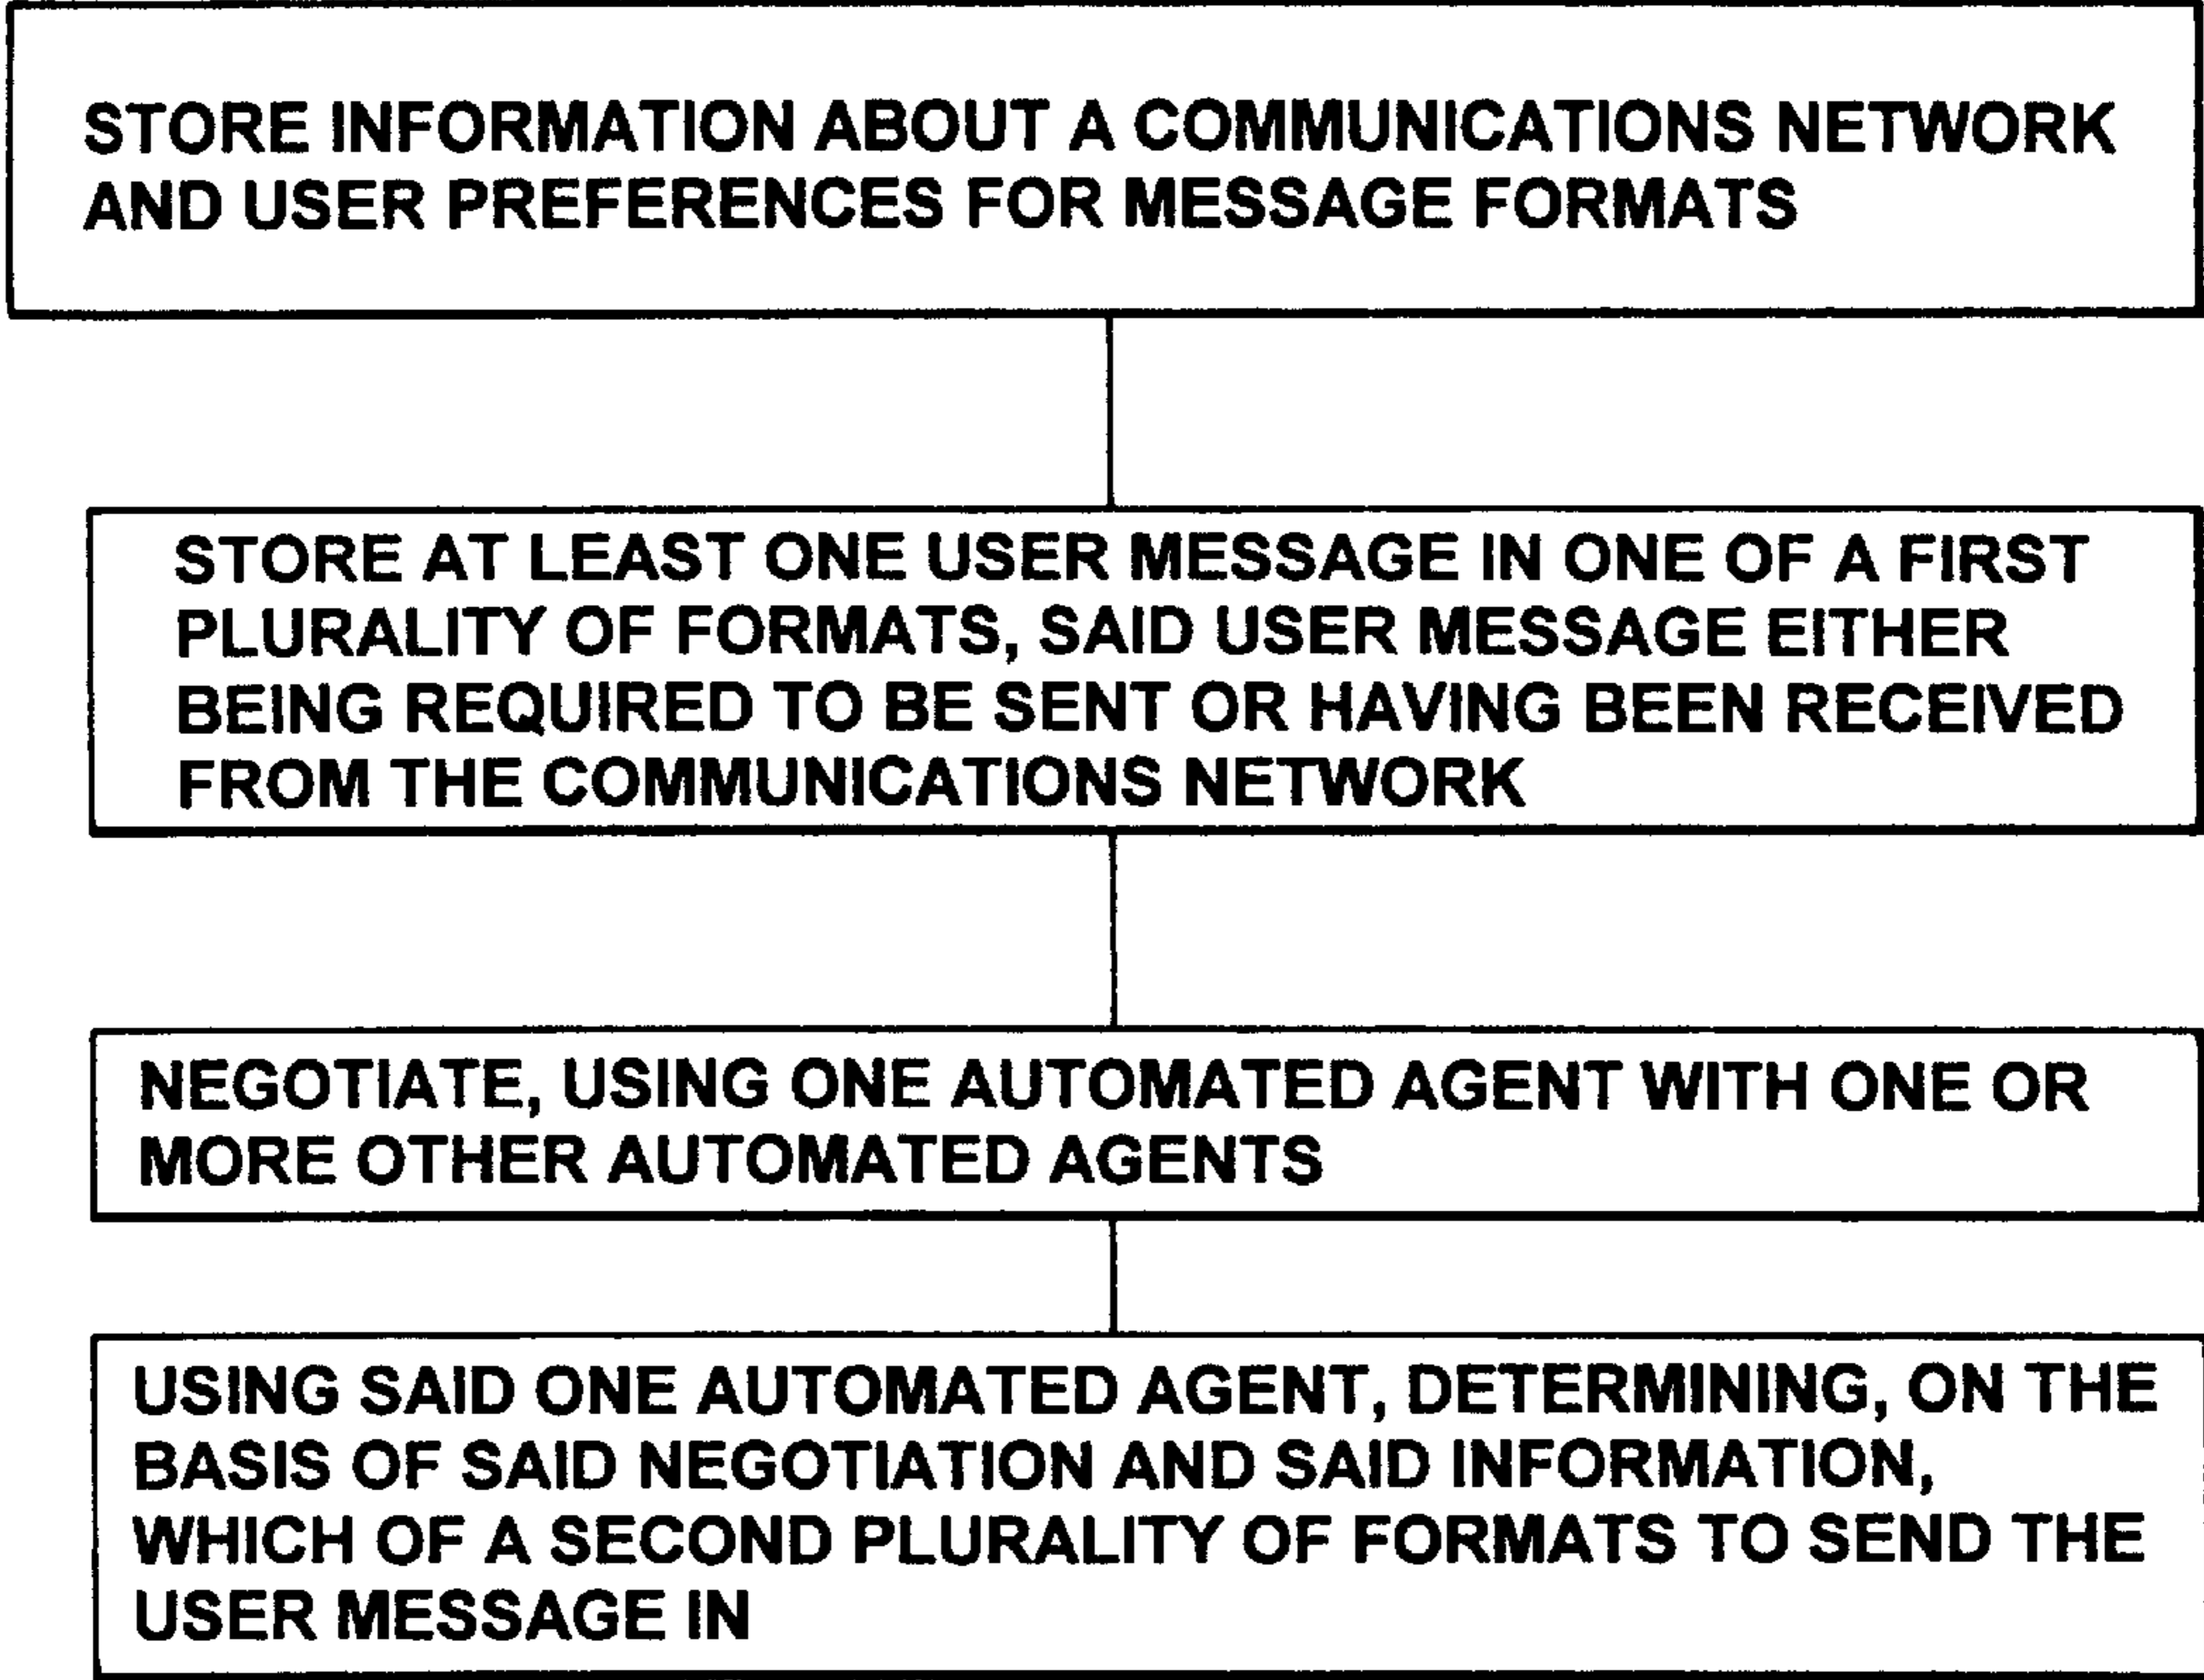 STORE INFORMATION ABOUT A COMMUNICATIONS NETWORK
AND USER PREFERENCES FOR MESSAGE FORMATS
STORE AT LEAST ONE USER MESSAGE IN ONE OF A FIRST
PLURALITY OF FORMATS, SAID USER MESSAGE EITHER
BEING REQUIRED TO BE SENT OR HAVING BEEN RECEIVED
FROM THE COMMUNICATIONS NETWORK
NEGOTIATE, USING ONE AUTOMATED AGENT WITH ONE OR
MORE OTHER AUTOMATED AGENTS
USING SAID ONE AUTOMATED AGENT, DETERMINING, ON THE
BASIS OF SAID NEGOTIATION AND SAID INFORMATION,
WHICH OF A SECOND PLURALITY OF FORMATS TO SEND THE
USER MESSAGE IN